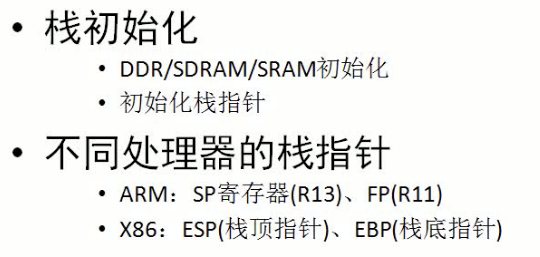 • 栈初始化
• DDR/SDRAM/SRAM初始化
• 初始化栈指针
• 不同处理器的栈指针
• ARM：SP寄存器(R13)、FP(R11)
• X86：ESP(栈顶指针)、EBP(栈底指针)